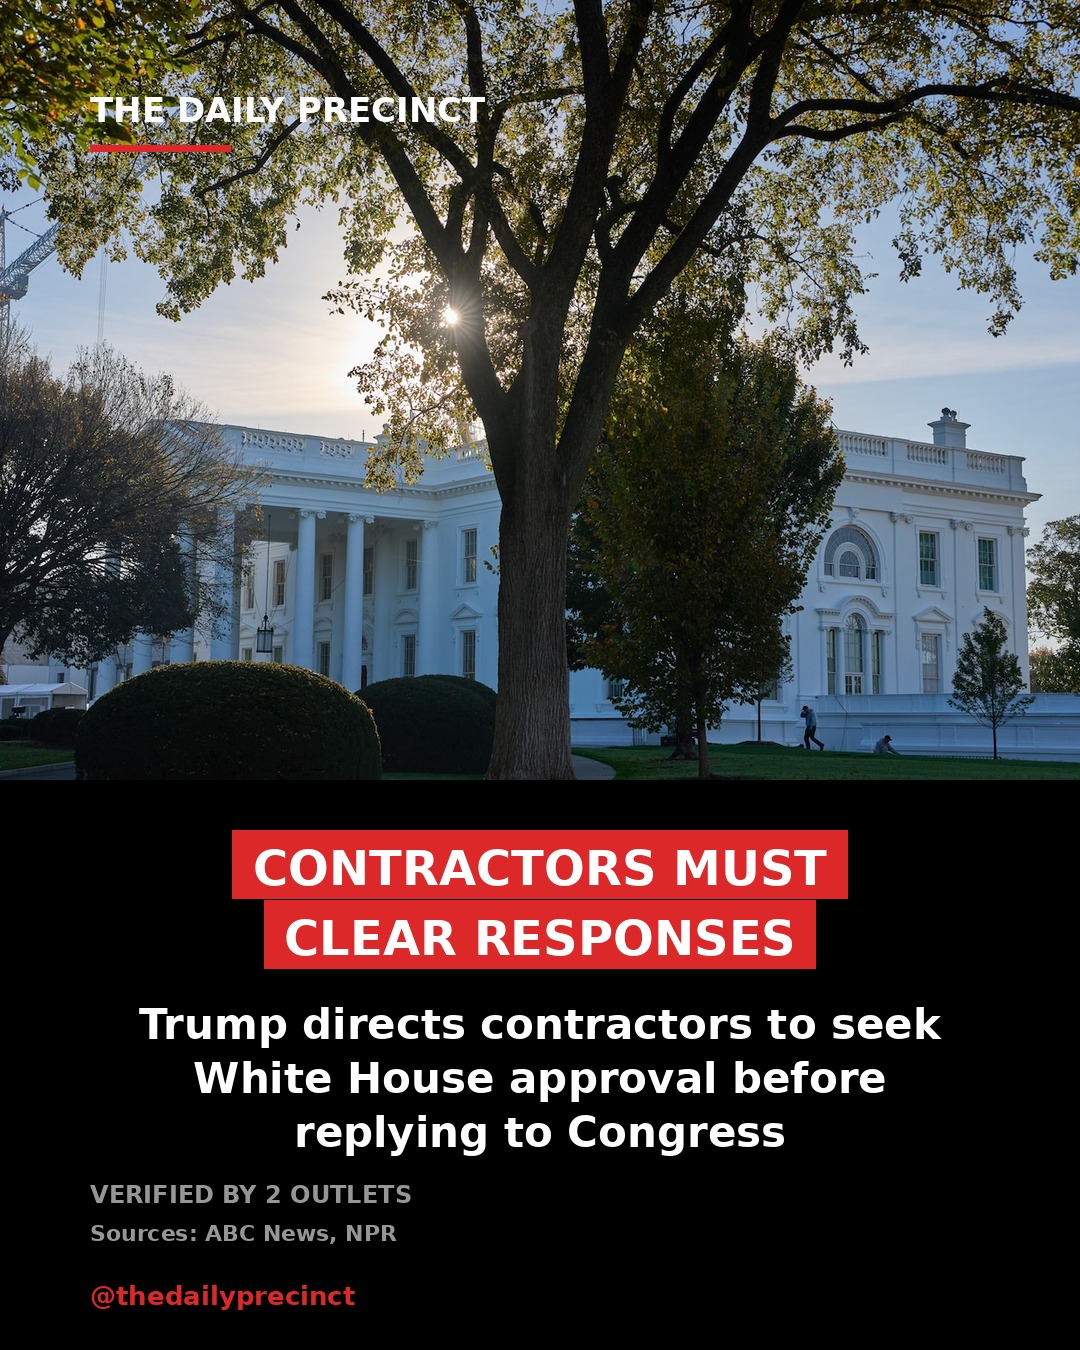 THE DAILY PRECINCT
CONTRACTORS MUST
CLEAR RESPONSES
Trump directs contractors to seek
White House approval before
replying to Congress
VERIFIED BY 2 OUTLETS
Sources: ABC News, NPR
@thedailyprecinct